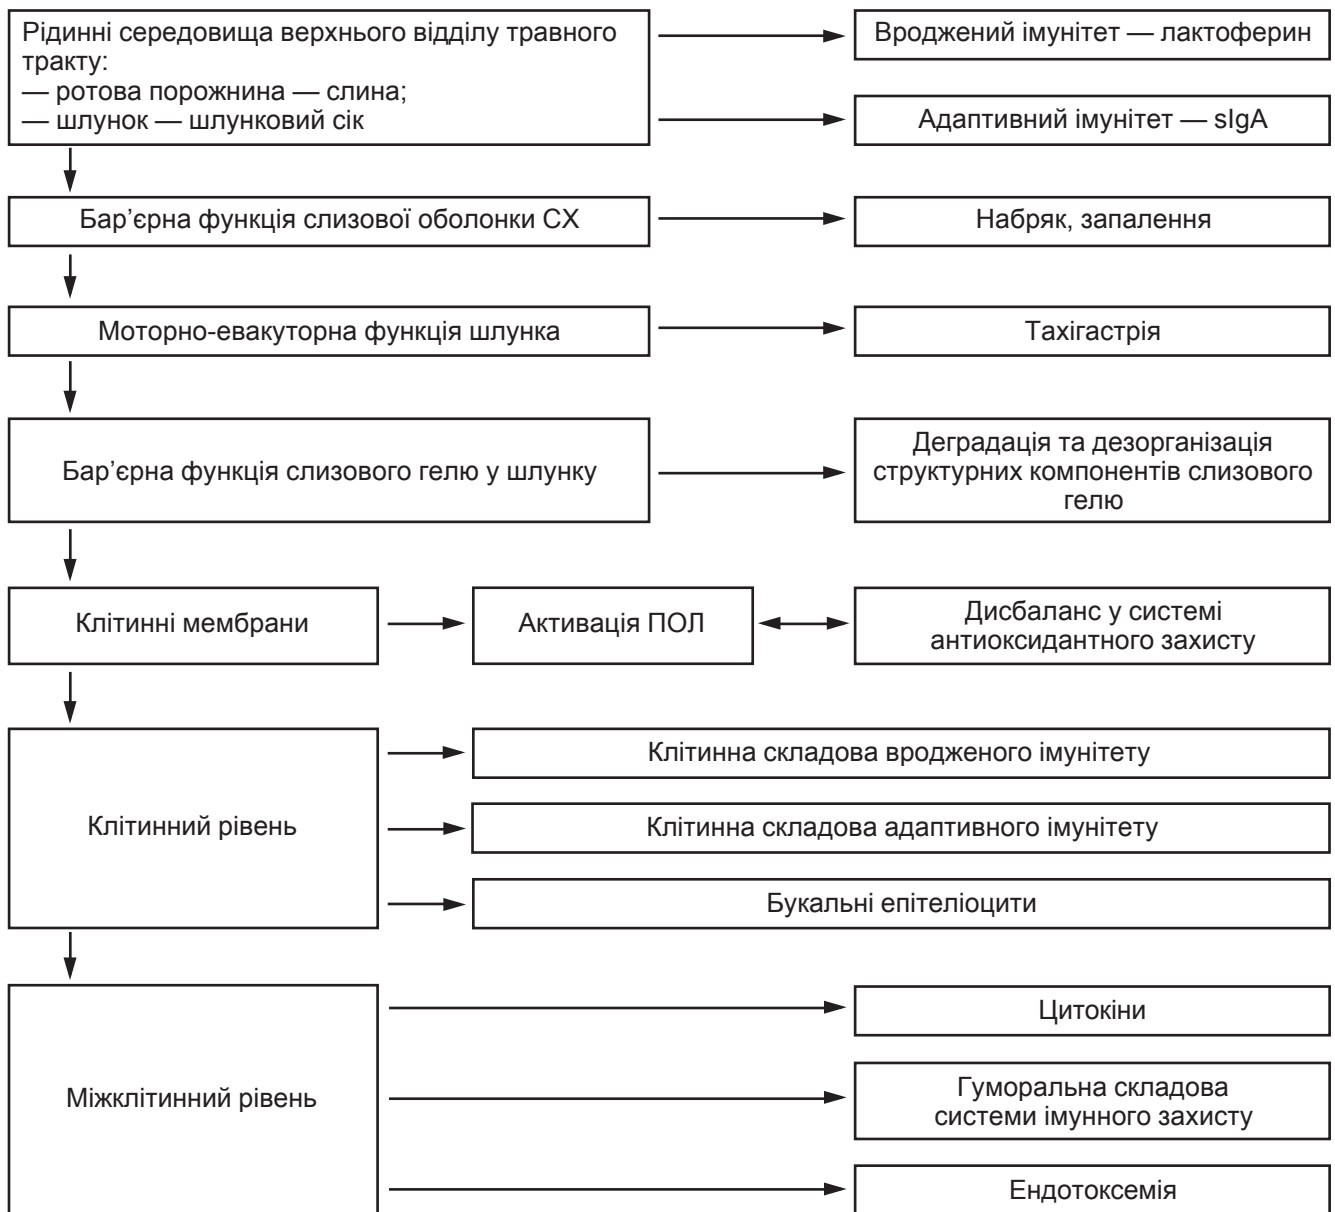 Рідинні середовища верхнього відділу травного
тракту:
— ротова порожнина — слина;
— шлунок — шлунковий сік
Вроджений імунітет — лактоферин
Адаптивний імунітет — sIgA
Бар’єрна функція слизової оболонки СХ
Набряк, запалення
Моторно-евакуторна функція шлунка
Тахігастрія
Бар’єрна функція слизового гелю у шлунку
Деградація та дезорганізація
структурних компонентів слизового
гелю
Клітинні мембрани
Активація ПОЛ
Дисбаланс у системі
антиоксидантного захисту
Клітинний рівень
Клітинна складова вродженого імунітету
Клітинна складова адаптивного імунітету
Букальні епітеліоцити
Міжклітинний рівень
Цитокіни
Гуморальна складова
системи імунного захисту
Ендотоксемія